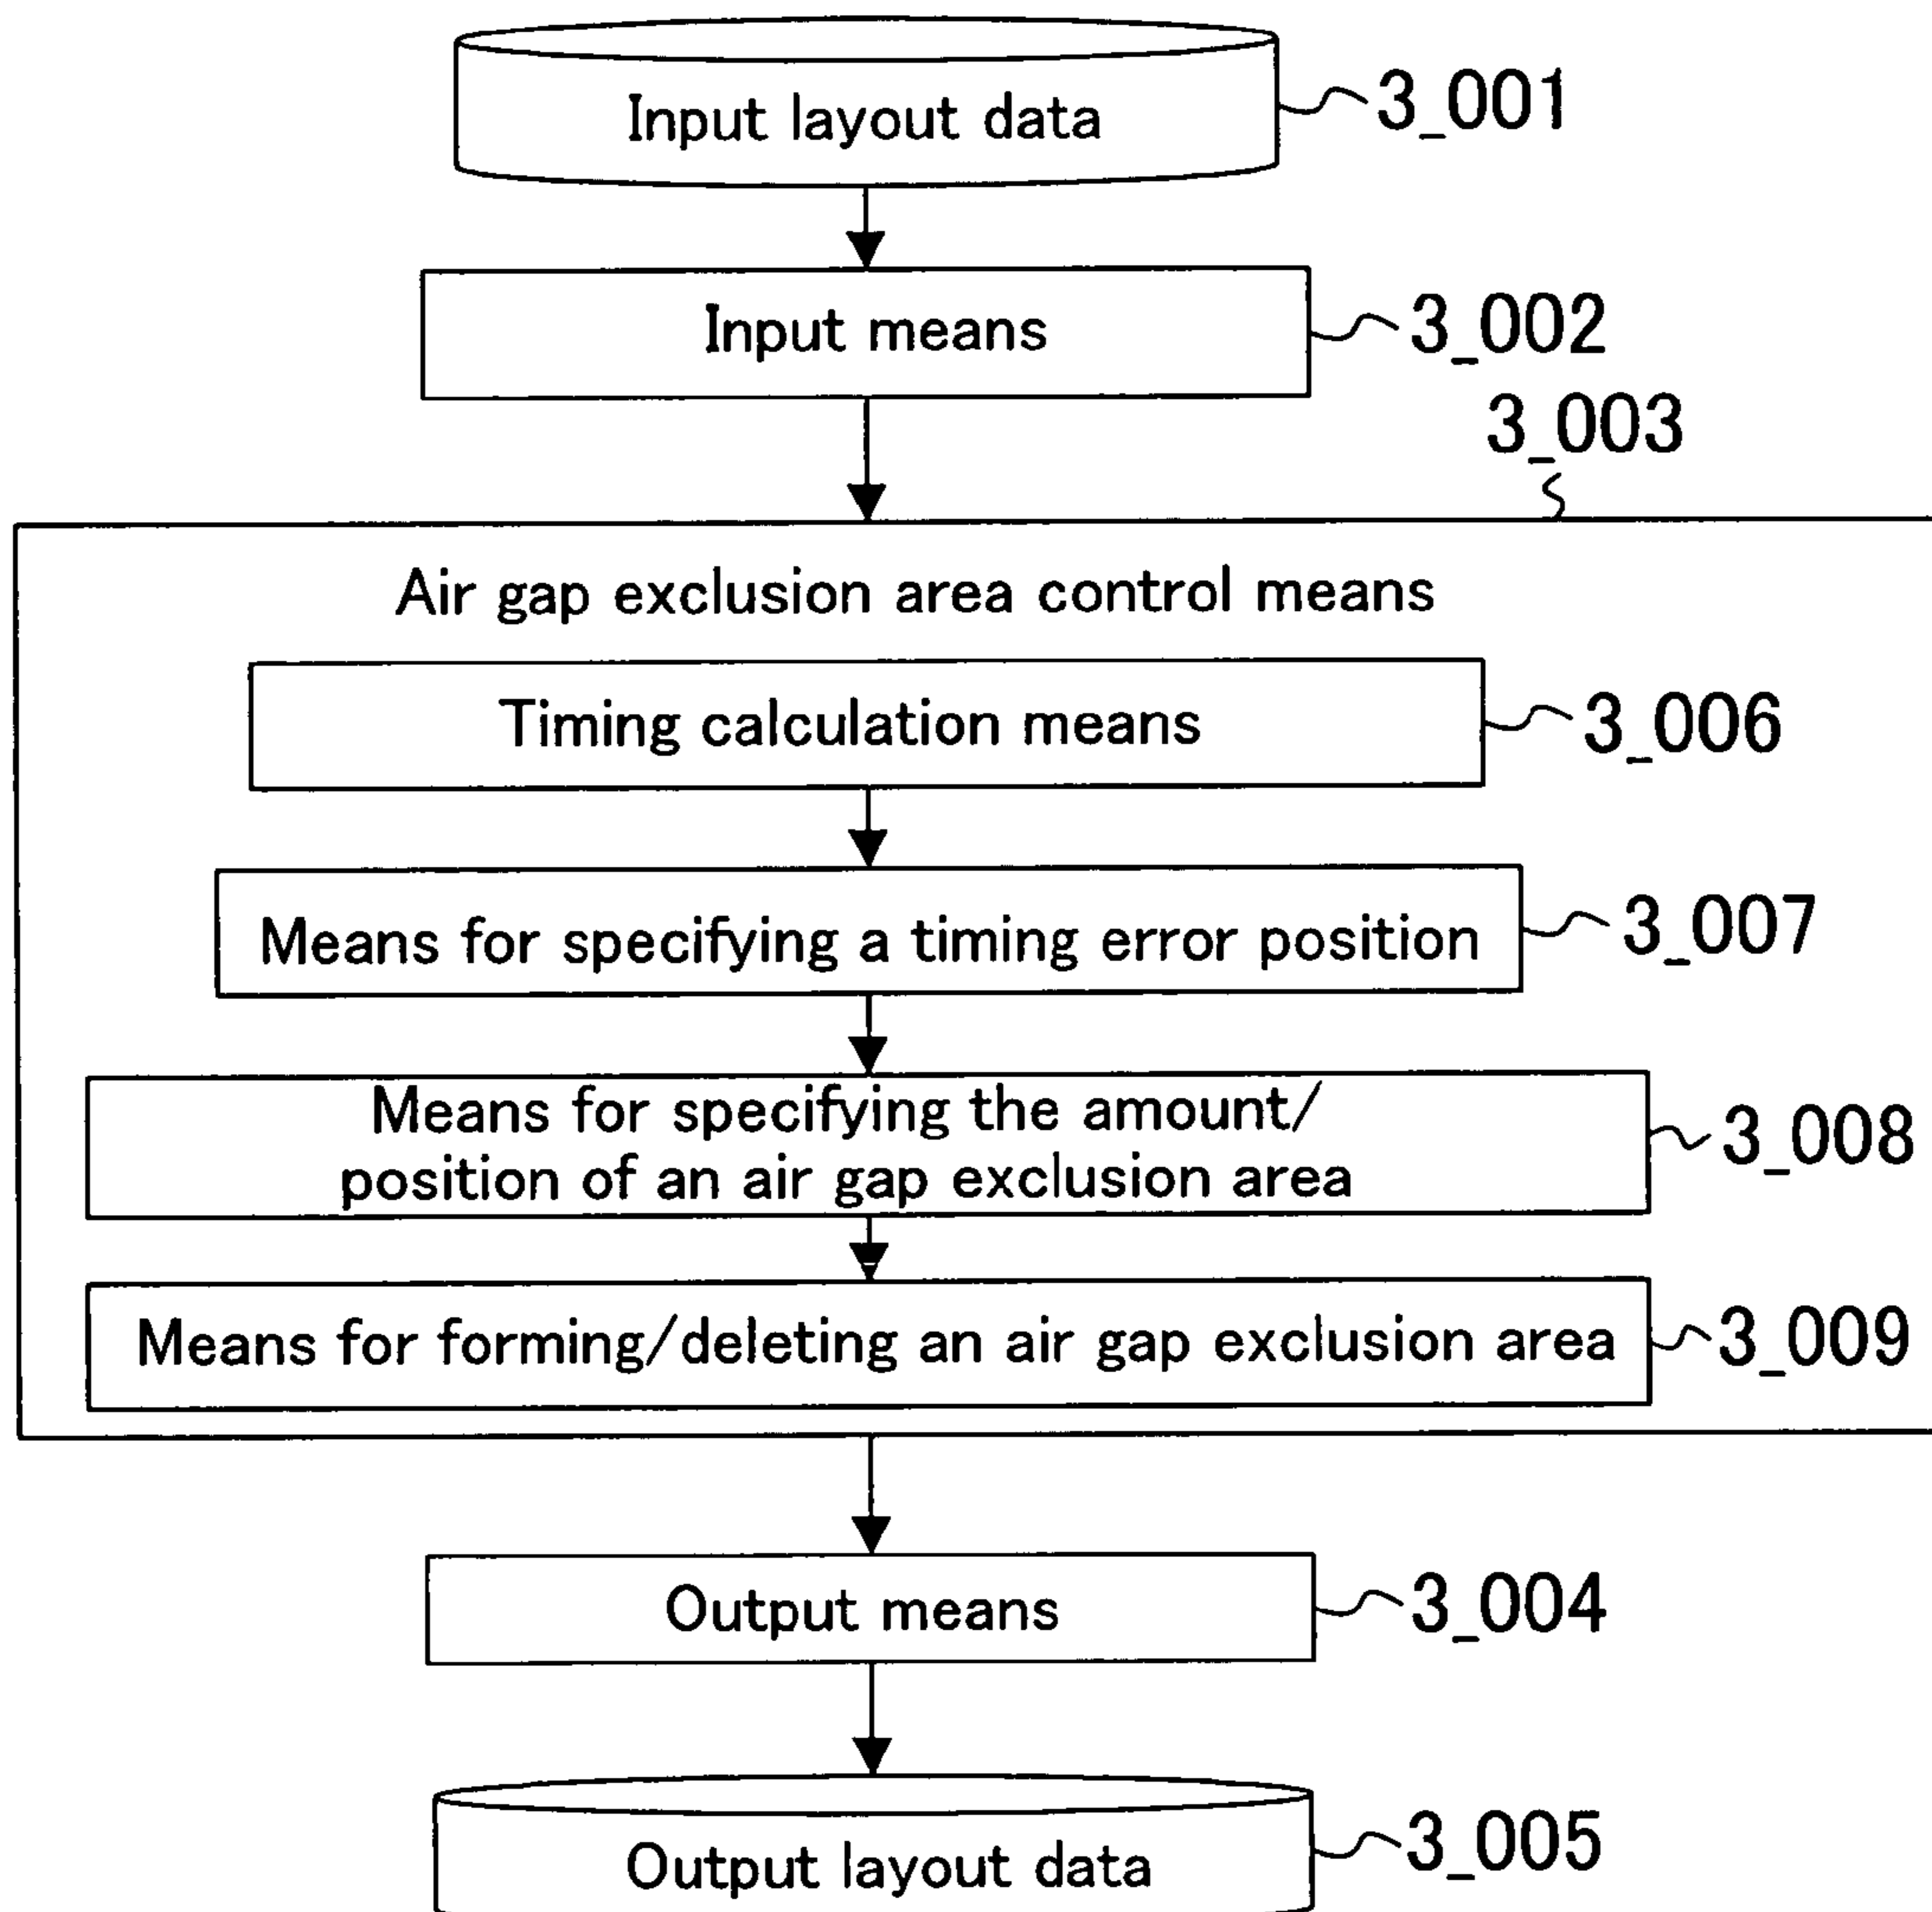 Input layout data
3_001
Input means
3_002
3_003
Air gap exclusion area control means
Timing calculation means
3_006
Means for specifying a timing error position
3_007
Means for specifying the amount/
position of an air gap exclusion area
3_008
Means for forming/deleting an air gap exclusion area
3_009
Output means
3_004
Output layout data
3_005